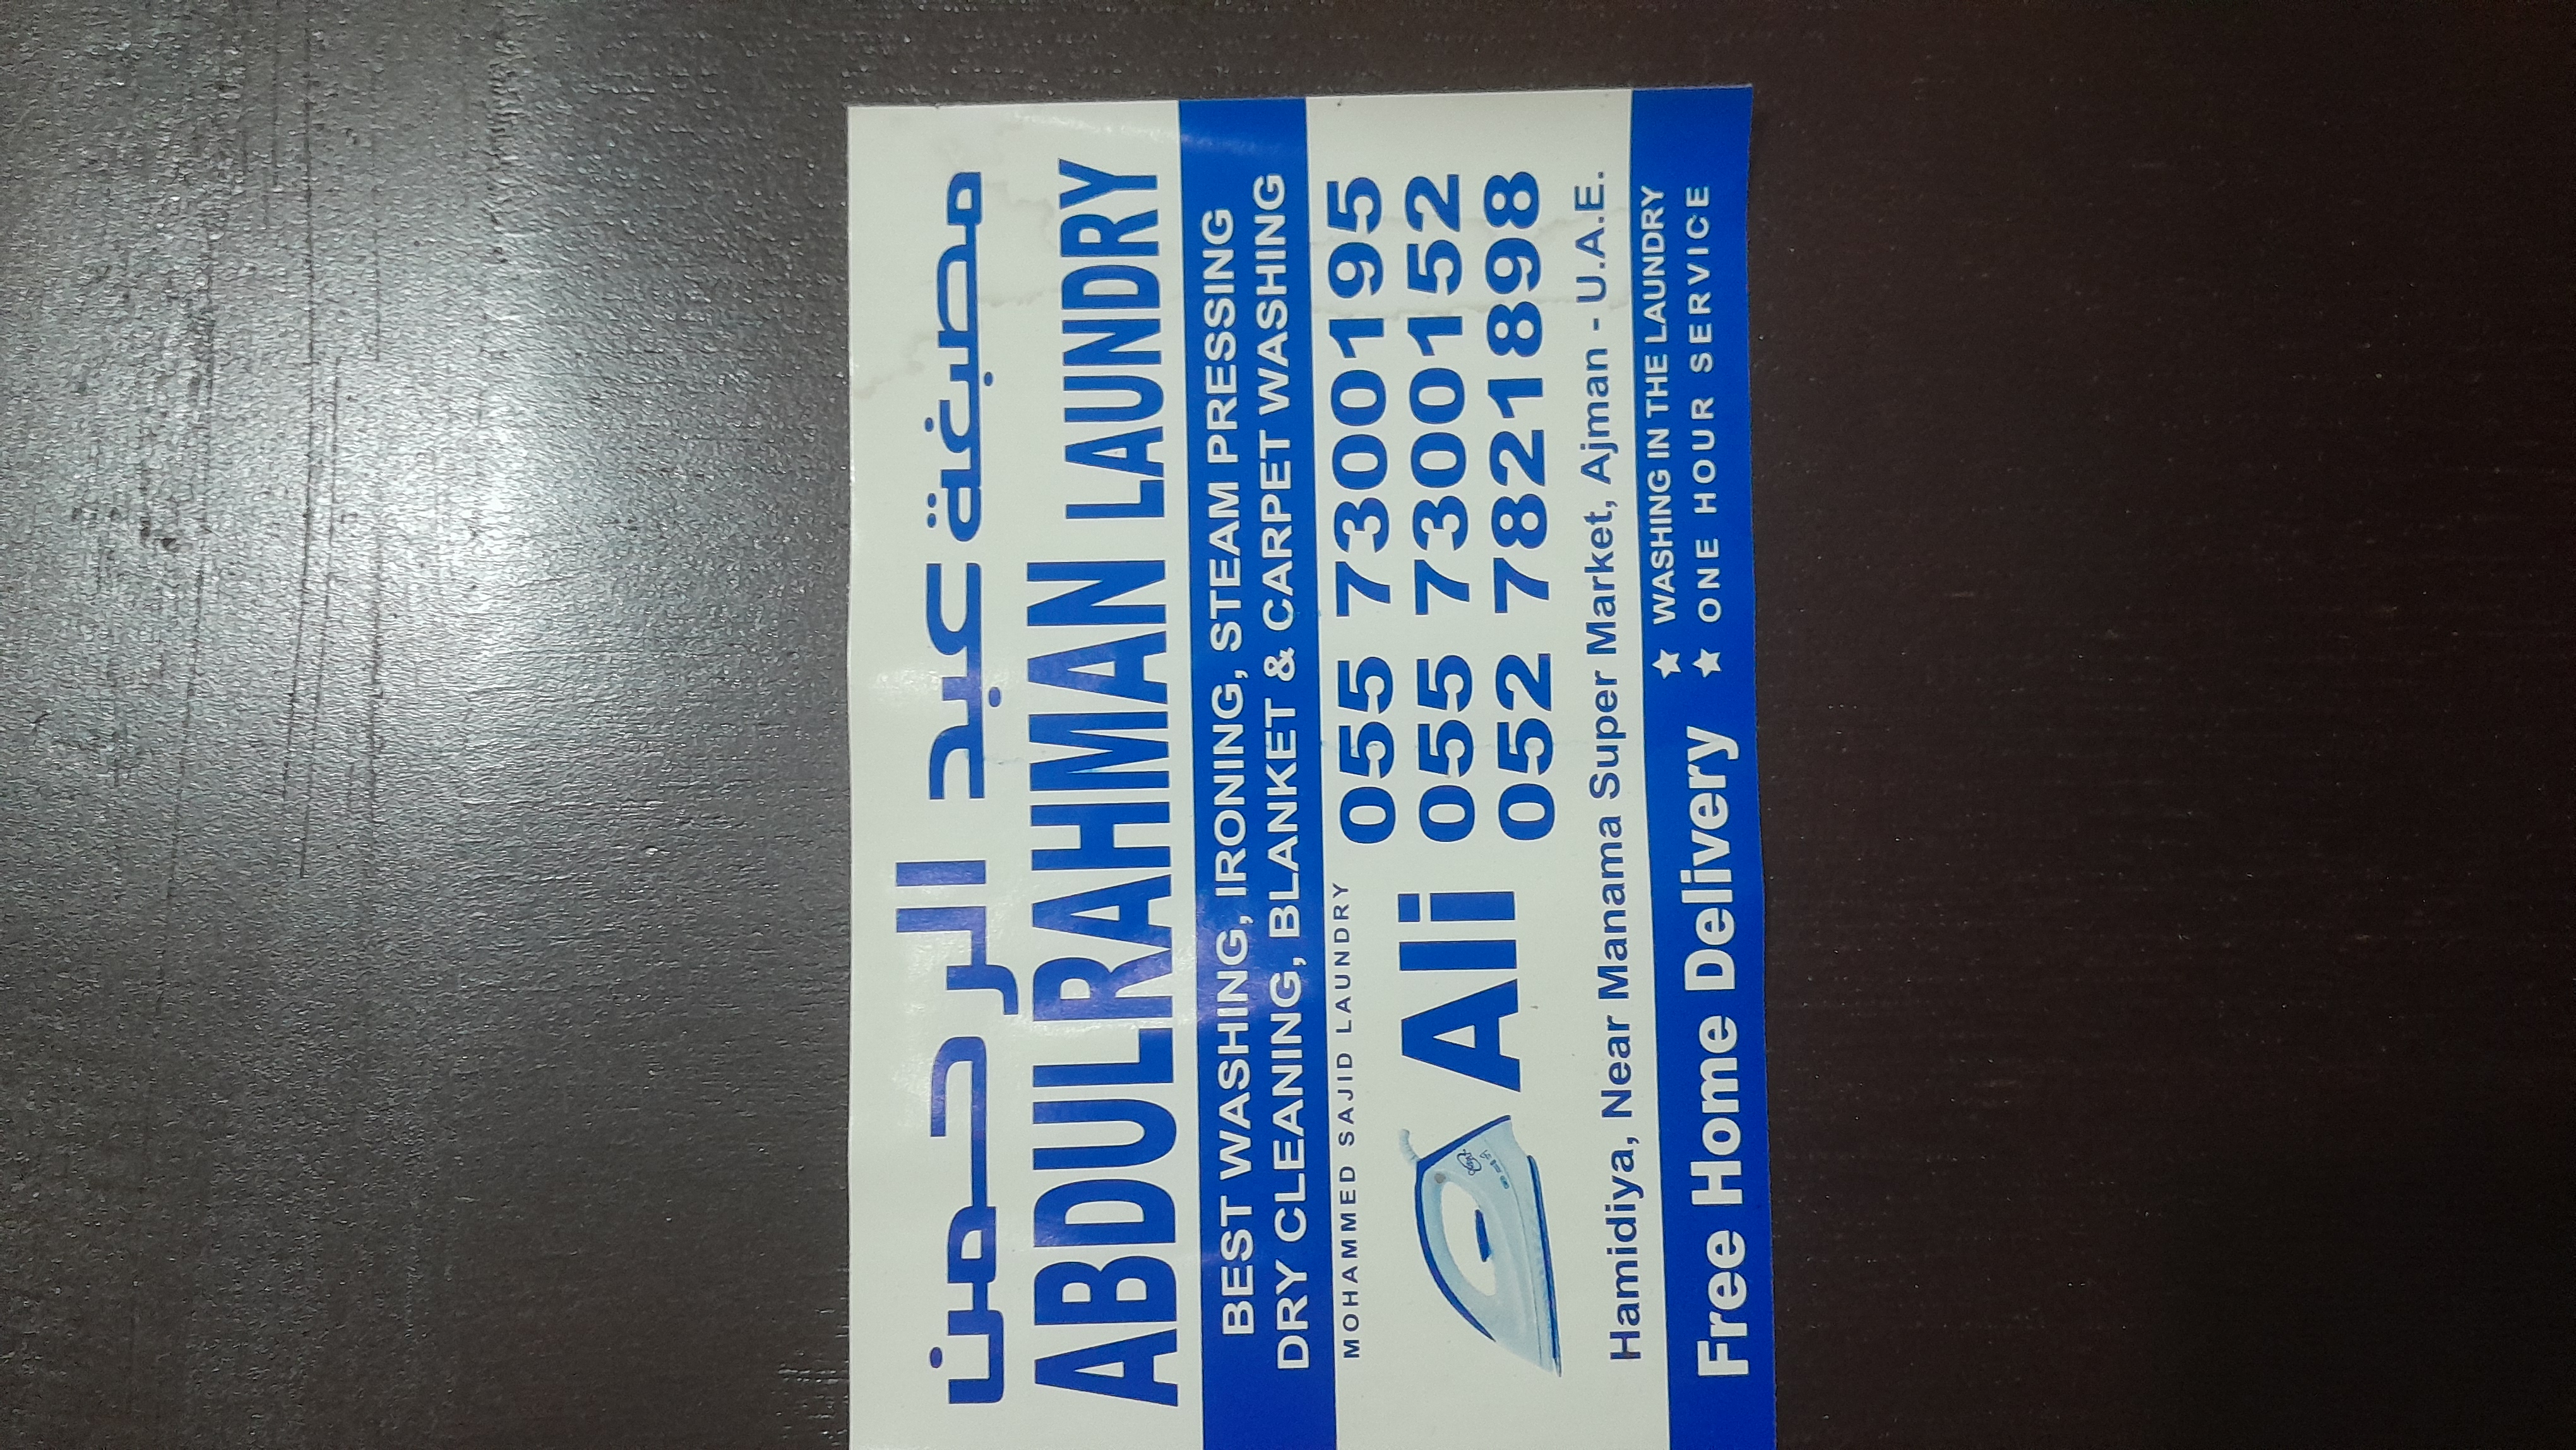 مصبغة عبد الرحمن
ABDULRAHMAN LAUNDRY
BEST WASHING, IRONING, STEAM PRESSING
DRY CLEANING, BLANKET & CARPET WASHING
MOHAMMED SAJID LAUNDRY
Ali
055 7300195
055 7300152
052 7821898
Hamidiya, Near Manama Super Market, Ajman - U.A.E.
Free Home Delivery
★ WASHING IN THE LAUNDRY
★ ONE HOUR SERVICE